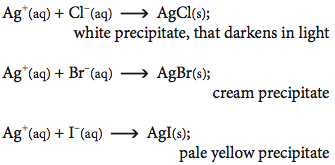 Ag⁺(aq) + Cl⁻(aq) ⟶ AgCl(s);
white precipitate, that darkens in light
Ag⁺(aq) + Br⁻(aq) ⟶ AgBr(s);
cream precipitate
Ag⁺(aq) + I⁻(aq) ⟶ AgI(s);
pale yellow precipitate